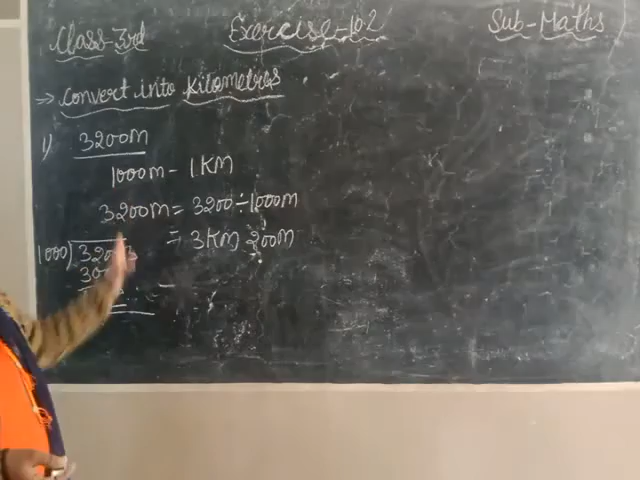 Class-3rd Exercise-10.2 Sub-Maths
⇒ Convert into Kilometres
1) 3200m
1000m - 1KM
3200m = 3200 ÷ 1000m
= 3KM 200m
1000)